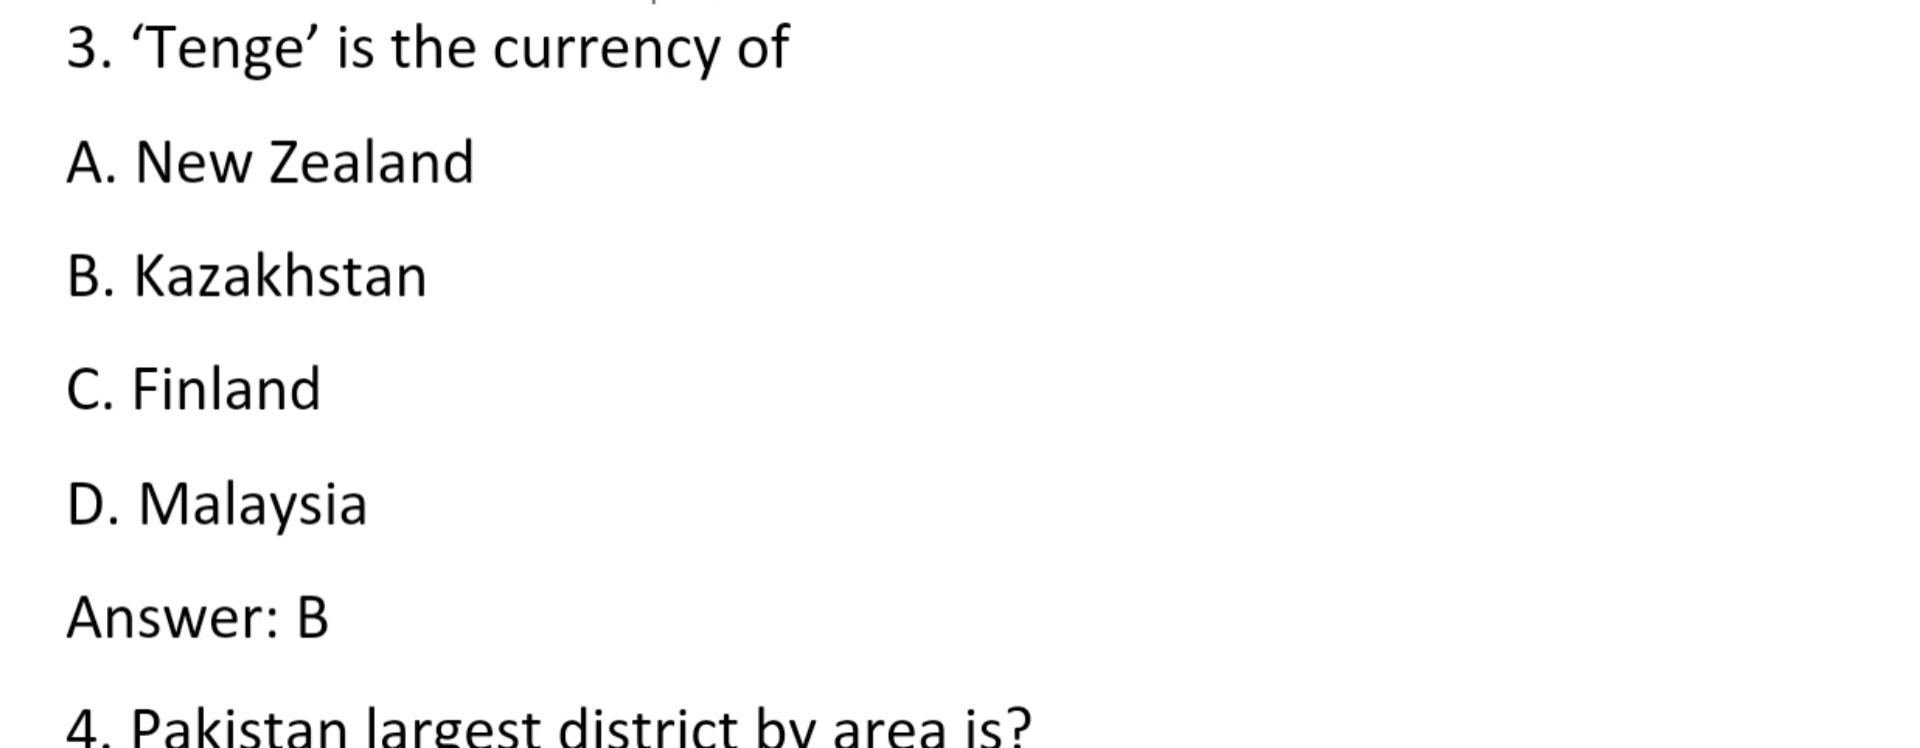 3. ‘Tenge’ is the currency of
A. New Zealand
B. Kazakhstan
C. Finland
D. Malaysia
Answer: B
4. Pakistan largest district by area is?